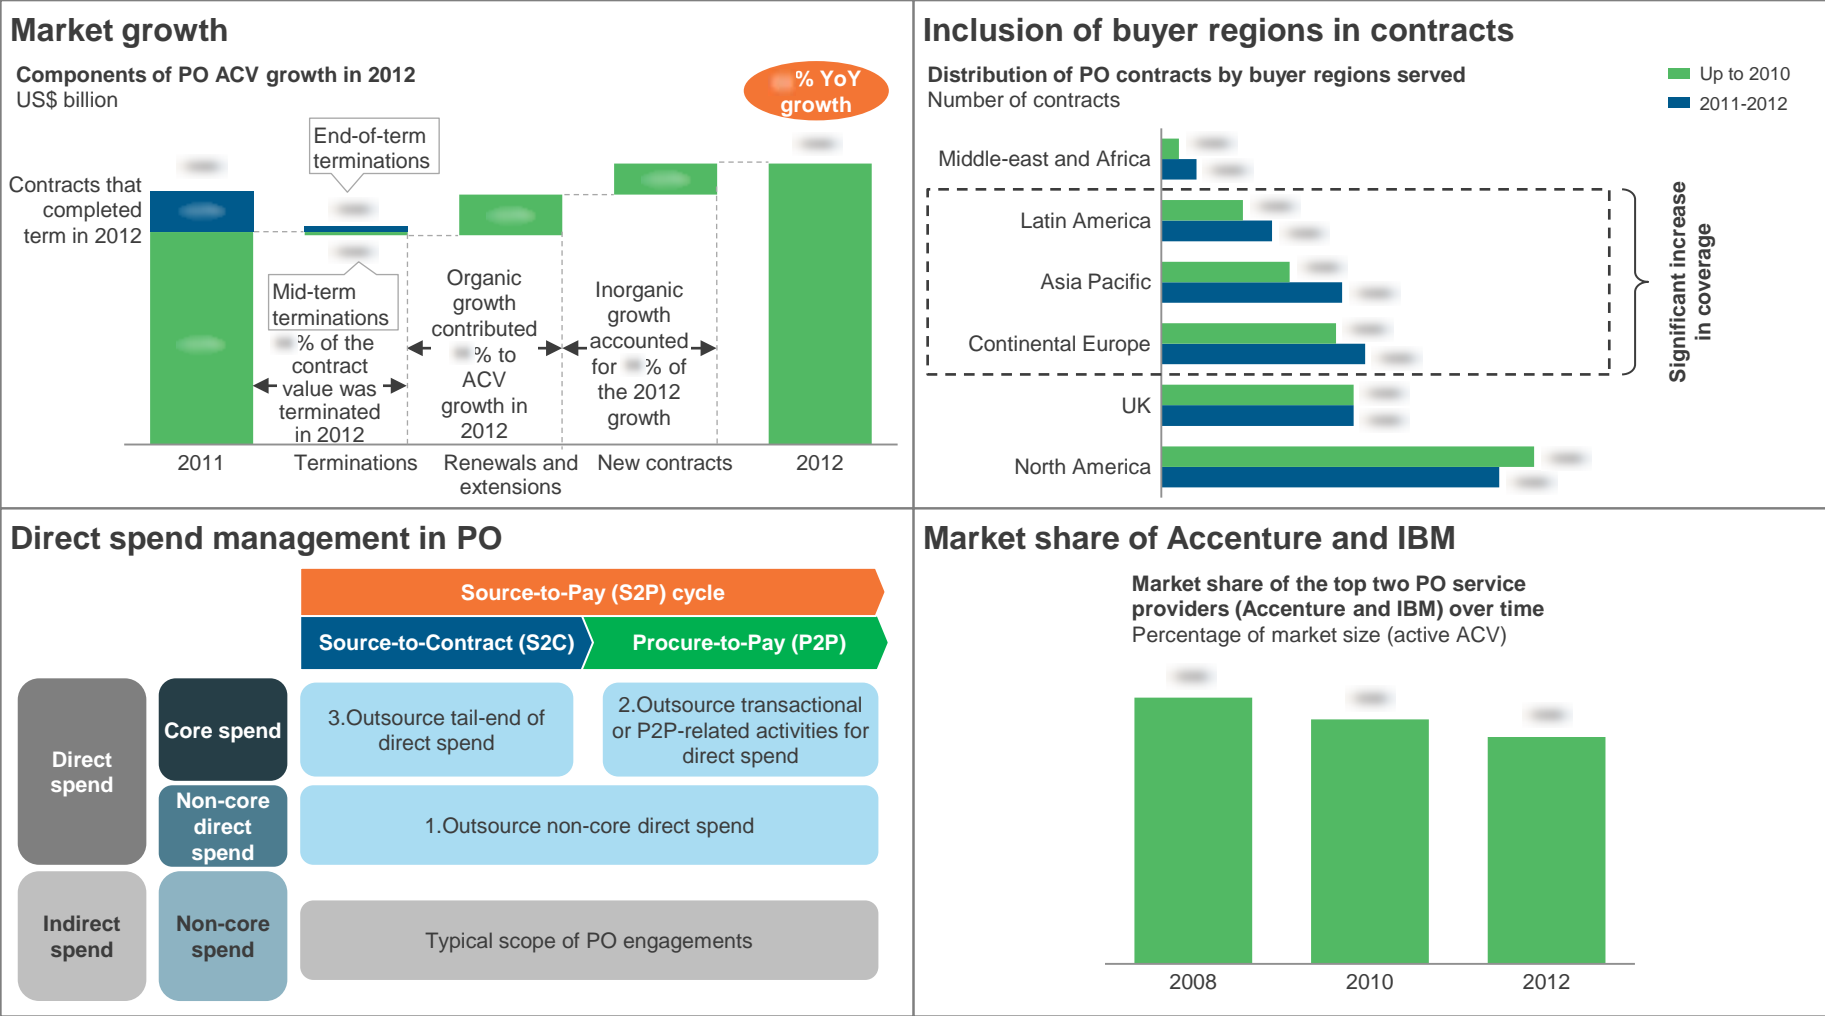 Market growth
Components of PO ACV growth in 2012
US$ billion
% YoY
growth
End-of-term
terminations
Contracts that
completed
term in 2012
Mid-term
terminations
% of the
contract
value was
terminated
in 2012
Organic
growth
contributed
% to
ACV
growth in
2012
Inorganic
growth
accounted
for % of
the 2012
growth
2011
Terminations
Renewals and
extensions
New contracts
2012
Inclusion of buyer regions in contracts
Distribution of PO contracts by buyer regions served
Number of contracts
Up to 2010
2011-2012
Middle-east and Africa
Latin America
Asia Pacific
Continental Europe
UK
North America
Significant increase
in coverage
Direct spend management in PO
Source-to-Pay (S2P) cycle
Source-to-Contract (S2C)
Procure-to-Pay (P2P)
Direct
spend
Core spend
3.Outsource tail-end of
direct spend
2.Outsource transactional
or P2P-related activities for
direct spend
Non-core
direct
spend
1.Outsource non-core direct spend
Indirect
spend
Non-core
spend
Typical scope of PO engagements
Market share of Accenture and IBM
Market share of the top two PO service
providers (Accenture and IBM) over time
Percentage of market size (active ACV)
2008
2010
2012